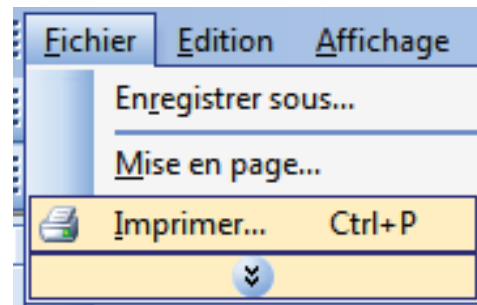 Fichier Edition Affichage
Enregistrer sous...
Mise en page...
Imprimer... Ctrl+P